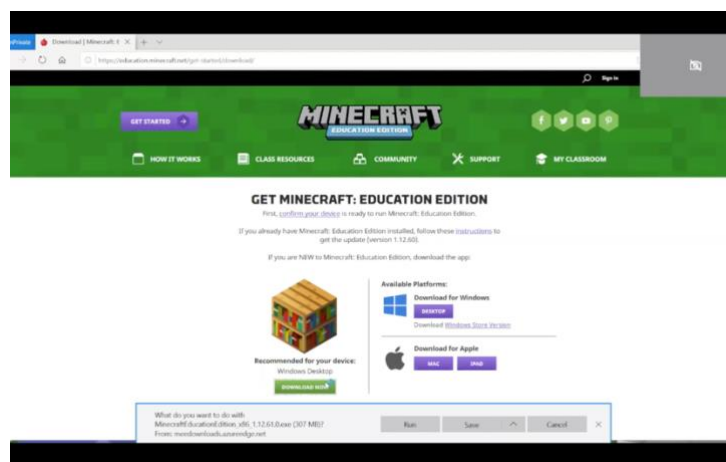 Download | Minecraft: E
https://education.minecraft.net/get-started/download/
Sign in
GET STARTED
MINECRAFT
EDUCATION EDITION
HOW IT WORKS
CLASS RESOURCES
COMMUNITY
SUPPORT
MY CLASSROOM
GET MINECRAFT: EDUCATION EDITION
First, confirm your device is ready to run Minecraft: Education Edition.
If you already have Minecraft: Education Edition installed, follow these instructions to
get the update (version 1.12.60).
If you are NEW to Minecraft: Education Edition, download the app.
Available Platforms:
Download for Windows
DESKTOP
Download Windows Store Version
Download for Apple
MAC
IPAD
Recommended for your device:
Windows Desktop
DOWNLOAD NOW
What do you want to do with
MinecraftEducationEdition_x86_1.12.61.0.exe (307 MB)?
From: meedownloads.azureedge.net
Run
Save
Cancel